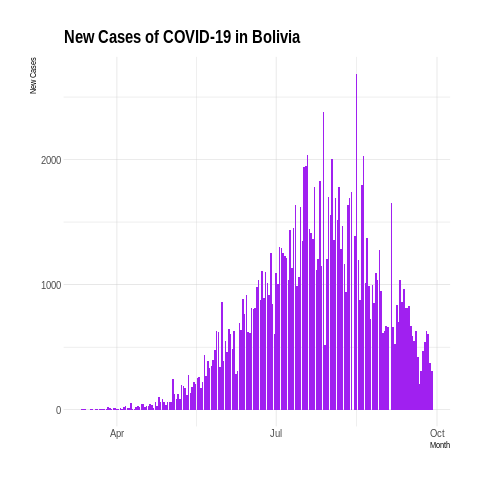 New Cases of COVID-19 in Bolivia
New Cases
2000
1000
0
Apr
Jul
Oct
Month